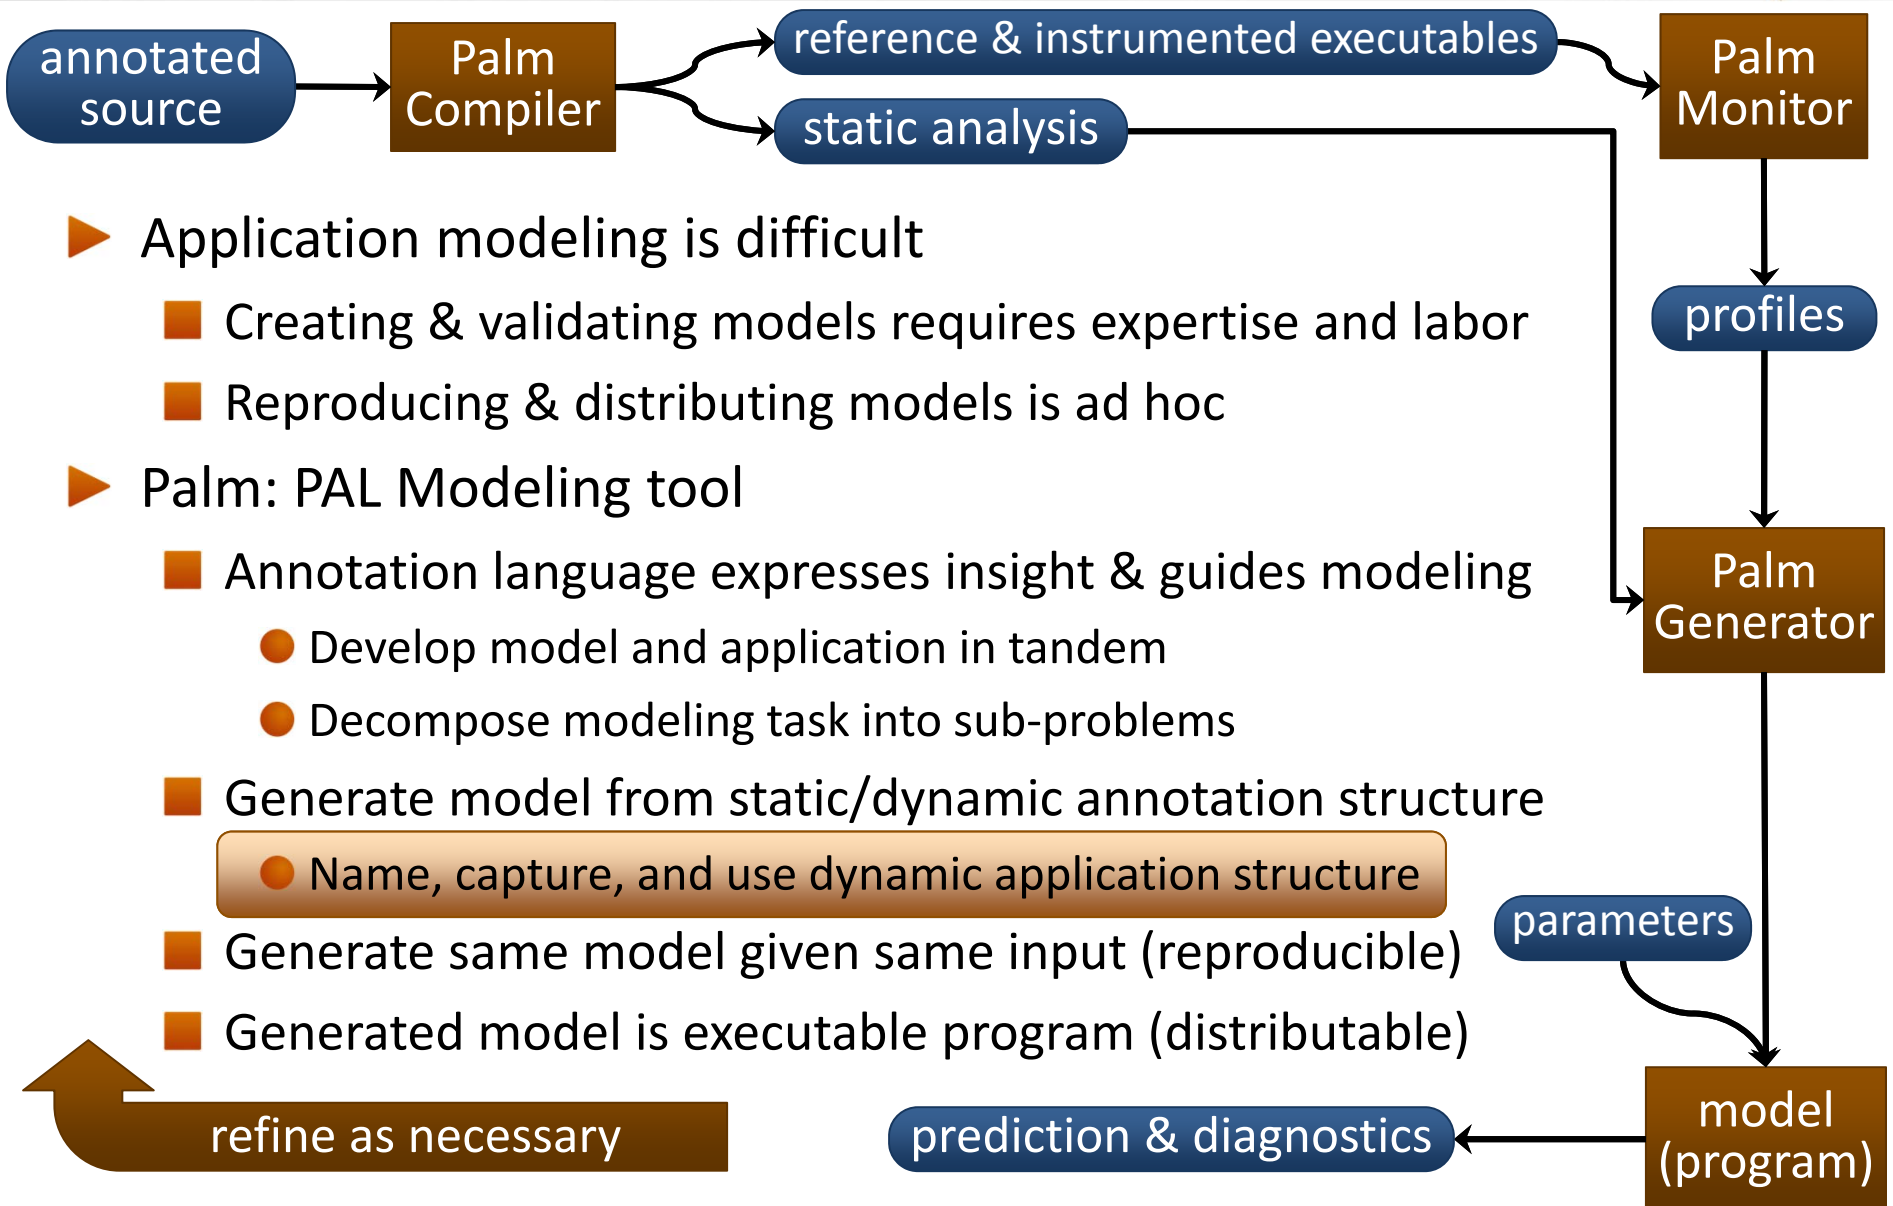 annotated
source
Palm
Compiler
reference & instrumented executables
static analysis
Palm
Monitor
Application modeling is difficult
Creating & validating models requires expertise and labor
profiles
Reproducing & distributing models is ad hoc
Palm: PAL Modeling tool
Annotation language expresses insight & guides modeling
Palm
Generator
Develop model and application in tandem
Decompose modeling task into sub-problems
Generate model from static/dynamic annotation structure
Name, capture, and use dynamic application structure
parameters
Generate same model given same input (reproducible)
Generated model is executable program (distributable)
refine as necessary
prediction & diagnostics
model
(program)